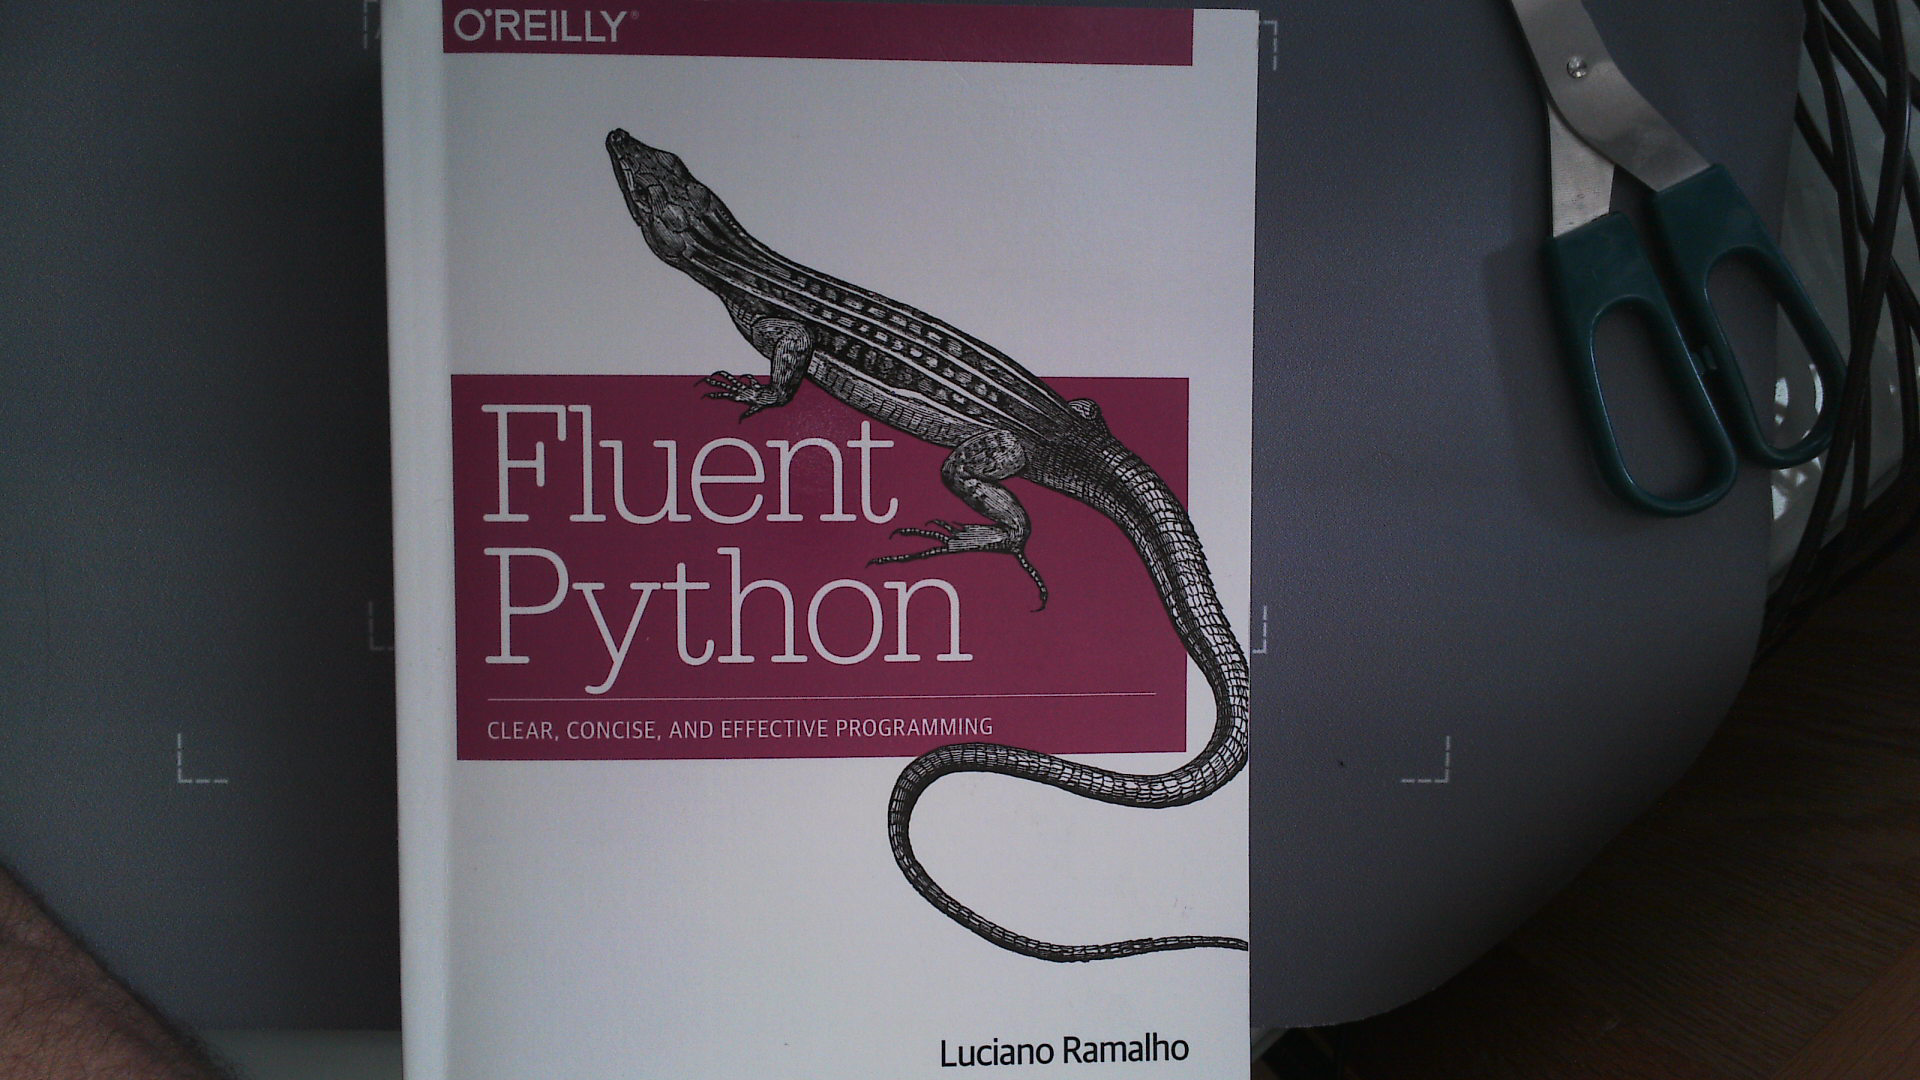 O'REILLY®
Fluent
Python
CLEAR, CONCISE, AND EFFECTIVE PROGRAMMING
Luciano Ramalho